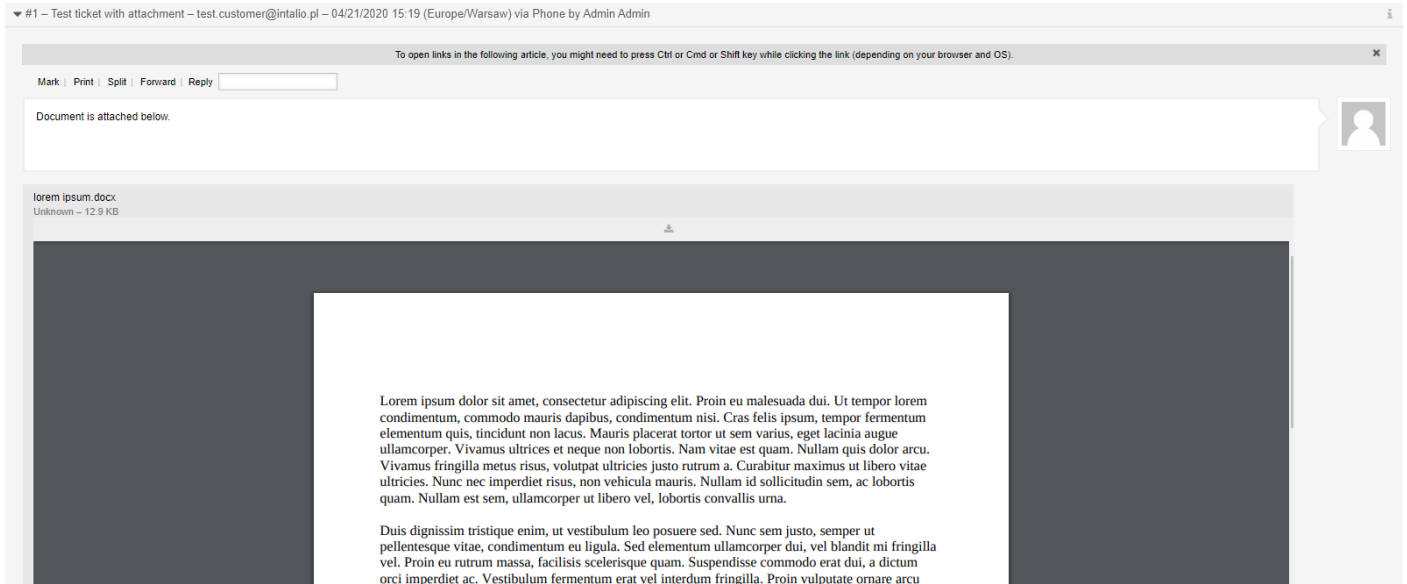 #1 – Test ticket with attachment – test.customer@intalio.pl – 04/21/2020 15:19 (Europe/Warsaw) via Phone by Admin Admin
To open links in the following article, you might need to press Ctrl or Cmd or Shift key while clicking the link (depending on your browser and OS).
Mark | Print | Split | Forward | Reply
Document is attached below.
lorem ipsum.docx
Unknown – 12.9 KB
Lorem ipsum dolor sit amet, consectetur adipiscing elit. Proin eu malesuada dui. Ut tempor lorem
condimentum, commodo mauris dapibus, condimentum nisi. Cras felis ipsum, tempor fermentum
elementum quis, tincidunt non lacus. Mauris placerat tortor ut sem varius, eget lacinia augue
ullamcorper. Vivamus ultrices et neque non lobortis. Nam vitae est quam. Nullam quis dolor arcu.
Vivamus fringilla metus risus, volutpat ultricies justo rutrum a. Curabitur maximus ut libero vitae
ultricies. Nunc nec imperdiet risus, non vehicula mauris. Nullam id sollicitudin sem, ac lobortis
quam. Nullam est sem, ullamcorper ut libero vel, lobortis convallis urna.
Duis dignissim tristique enim, ut vestibulum leo posuere sed. Nunc sem justo, semper ut
pellentesque vitae, condimentum eu ligula. Sed elementum ullamcorper dui, vel blandit mi fringilla
vel. Proin eu rutrum massa, facilisis scelerisque quam. Suspendisse commodo erat dui, a dictum
orci imperdiet ac. Vestibulum fermentum erat vel interdum fringilla. Proin vulputate ornare arcu